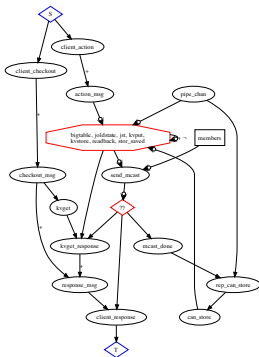 S
client_action
client_checkout
*
action_msg
pipe_chan
*
bigtable, joldstate, jst, kvput,
kvstore, readback, stor_saved
members
checkout_msg
send_mcast
kvget
??
*
kvget_response
mcast_done
*
response_msg
rep_can_store
client_response
can_store
T